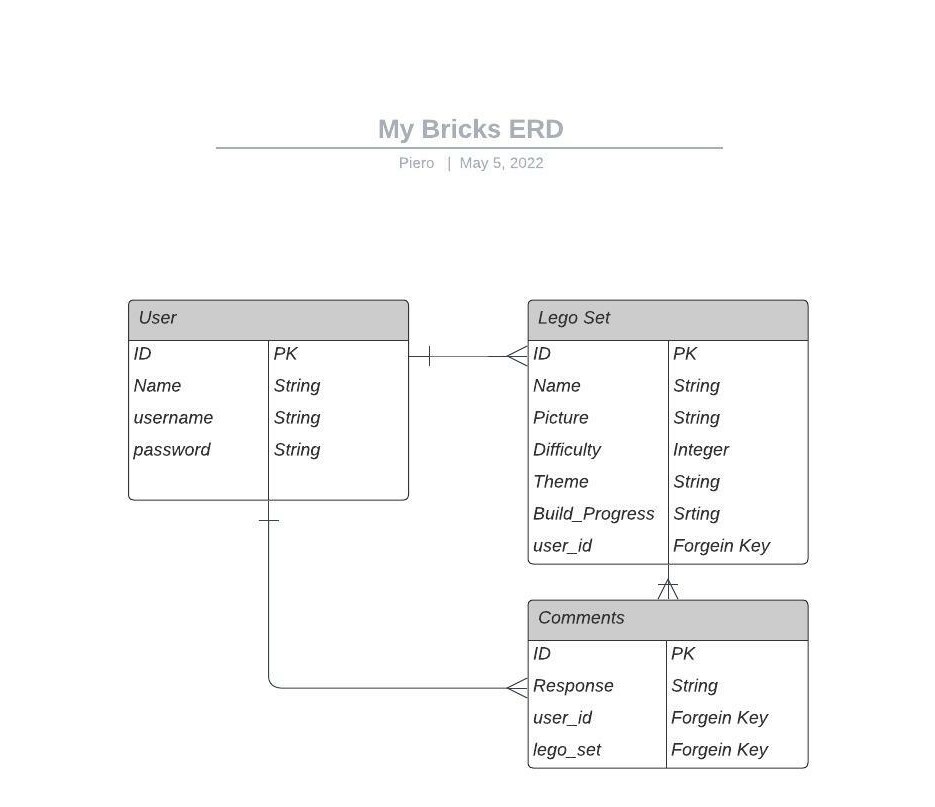 My Bricks ERD
Piero | May 5, 2022
User
ID PK
Name String
username String
password String
Lego Set
ID PK
Name String
Picture String
Difficulty Integer
Theme String
Build_Progress Srting
user_id Forgein Key
Comments
ID PK
Response String
user_id Forgein Key
lego_set Forgein Key